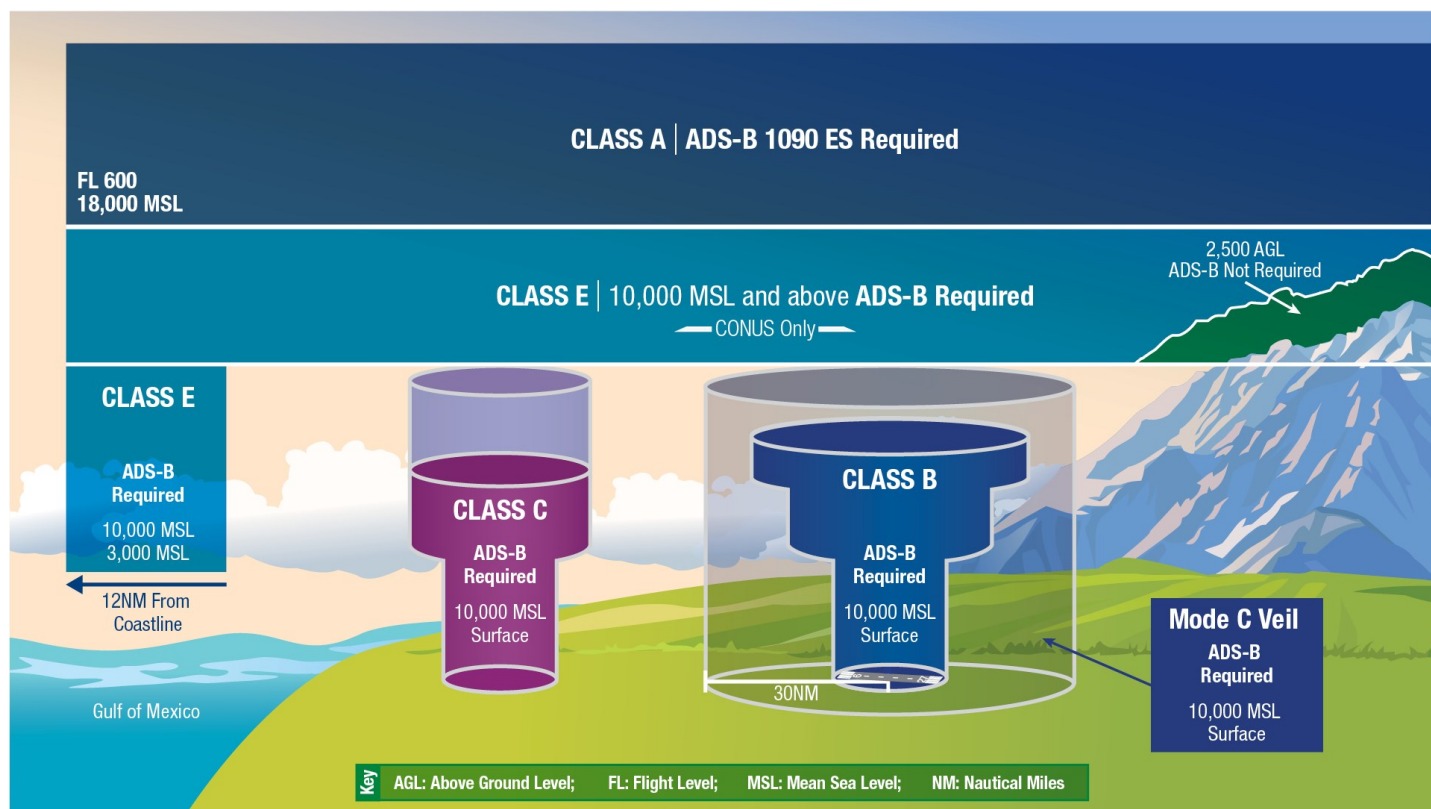 CLASS A | ADS-B 1090 ES Required
FL 600
18,000 MSL
2,500 AGL
ADS-B Not Required
CLASS E | 10,000 MSL and above ADS-B Required
CONUS Only
CLASS E
ADS-B
Required
10,000 MSL
3,000 MSL
12NM From
Coastline
Gulf of Mexico
CLASS C
ADS-B
Required
10,000 MSL
Surface
CLASS B
ADS-B
Required
10,000 MSL
Surface
30NM
Mode C Veil
ADS-B
Required
10,000 MSL
Surface
Key
AGL: Above Ground Level; FL: Flight Level; MSL: Mean Sea Level; NM: Nautical Miles